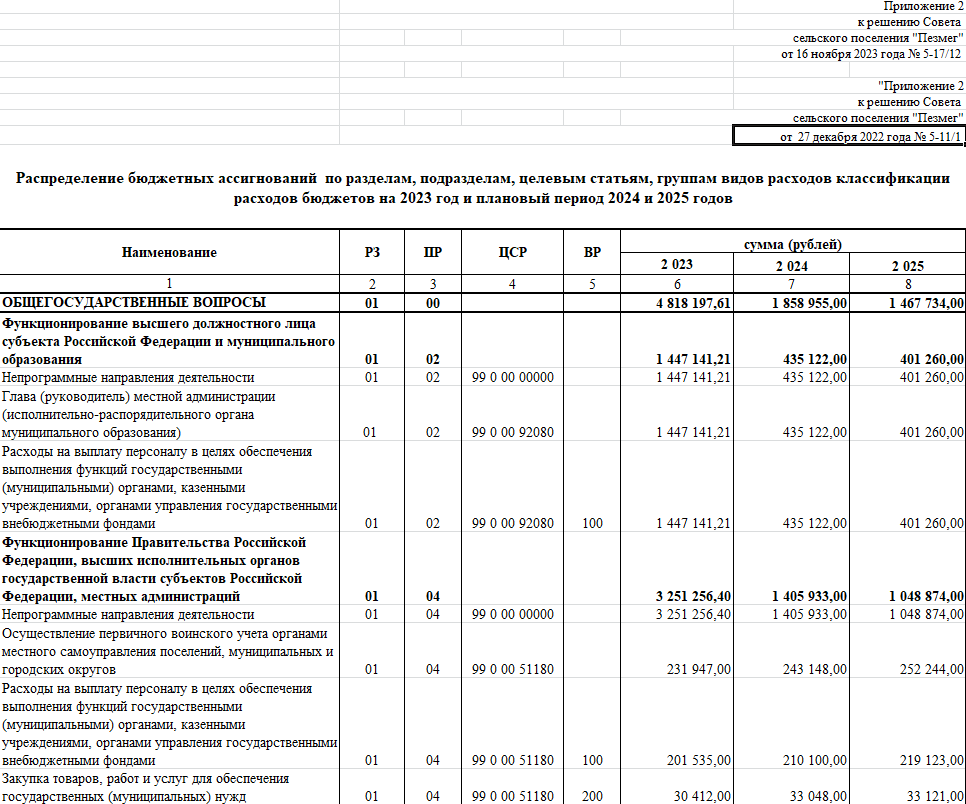 Приложение 2
к решению Совета
сельского поселения "Пезмег"
от 16 ноября 2023 года № 5-17/12
"Приложение 2
к решению Совета
сельского поселения "Пезмег"
от 27 декабря 2022 года № 5-11/1
Распределение бюджетных ассигнований по разделам, подразделам, целевым статьям, группам видов расходов классификации
расходов бюджетов на 2023 год и плановый период 2024 и 2025 годов
Наименование РЗ ПР ЦСР ВР сумма (рублей)
2 023 2 024 2 025
1 2 3 4 5 6 7 8
ОБЩЕГОСУДАРСТВЕННЫЕ ВОПРОСЫ 01 00 4 818 197,61 1 858 955,00 1 467 734,00
Функционирование высшего должностного лица
субъекта Российской Федерации и муниципального
образования 01 02 1 447 141,21 435 122,00 401 260,00
Непрограммные направления деятельности 01 02 99 0 00 00000 1 447 141,21 435 122,00 401 260,00
Глава (руководитель) местной администрации
(исполнительно-распорядительного органа
муниципального образования) 01 02 99 0 00 92080 1 447 141,21 435 122,00 401 260,00
Расходы на выплату персоналу в целях обеспечения
выполнения функций государственными
(муниципальными) органами, казенными
учреждениями, органами управления государственными
внебюджетными фондами 01 02 99 0 00 92080 100 1 447 141,21 435 122,00 401 260,00
Функционирование Правительства Российской
Федерации, высших исполнительных органов
государственной власти субъектов Российской
Федерации, местных администраций 01 04 3 251 256,40 1 405 933,00 1 048 874,00
Непрограммные направления деятельности 01 04 99 0 00 00000 3 251 256,40 1 405 933,00 1 048 874,00
Осуществление первичного воинского учета органами
местного самоуправления поселений, муниципальных и
городских округов 01 04 99 0 00 51180 231 947,00 243 148,00 252 244,00
Расходы на выплату персоналу в целях обеспечения
выполнения функций государственными
(муниципальными) органами, казенными
учреждениями, органами управления государственными
внебюджетными фондами 01 04 99 0 00 51180 100 201 535,00 210 100,00 219 123,00
Закупка товаров, работ и услуг для обеспечения
государственных (муниципальных) нужд 01 04 99 0 00 51180 200 30 412,00 33 048,00 33 121,00